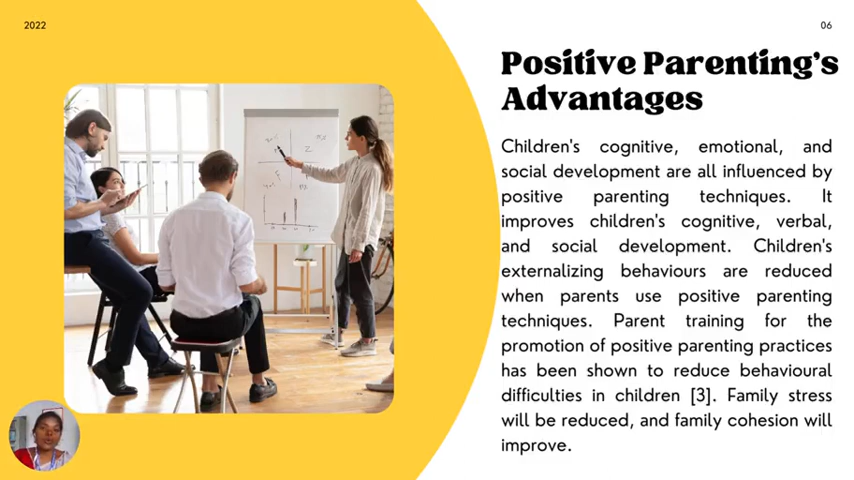 2022
06
Positive Parenting's
Advantages
Children's cognitive, emotional, and
social development are all influenced by
positive parenting techniques. It
improves children's cognitive, verbal,
and social development. Children's
externalizing behaviours are reduced
when parents use positive parenting
techniques. Parent training for the
promotion of positive parenting practices
has been shown to reduce behavioural
difficulties in children [3]. Family stress
will be reduced, and family cohesion will
improve.